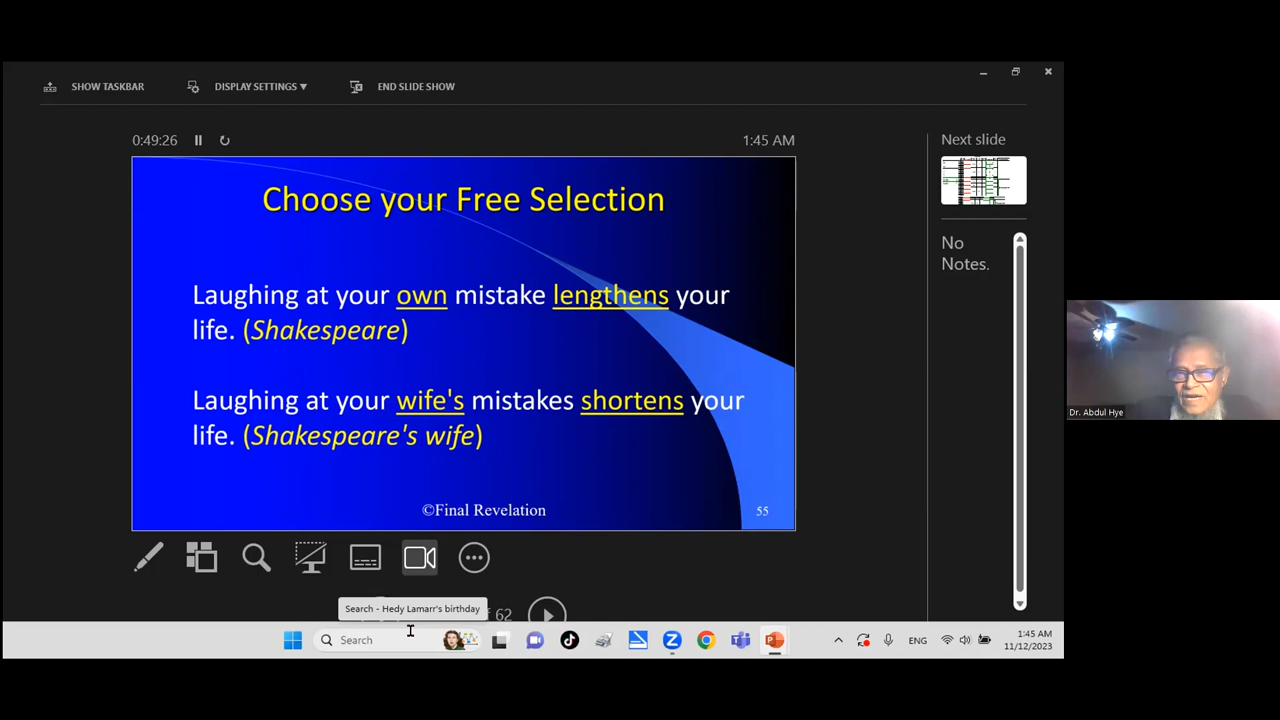 SHOW TASKBAR
DISPLAY SETTINGS ▾
END SLIDE SHOW
0:49:26
1:45 AM
Next slide
Choose your Free Selection
Laughing at your own mistake lengthens your
life. (Shakespeare)
Laughing at your wife's mistakes shortens your
life. (Shakespeare's wife)
©Final Revelation
55
No
Notes.
Dr. Abdul Hye
Search - Hedy Lamarr's birthday
62
Search
ENG
1:45 AM
11/12/2023